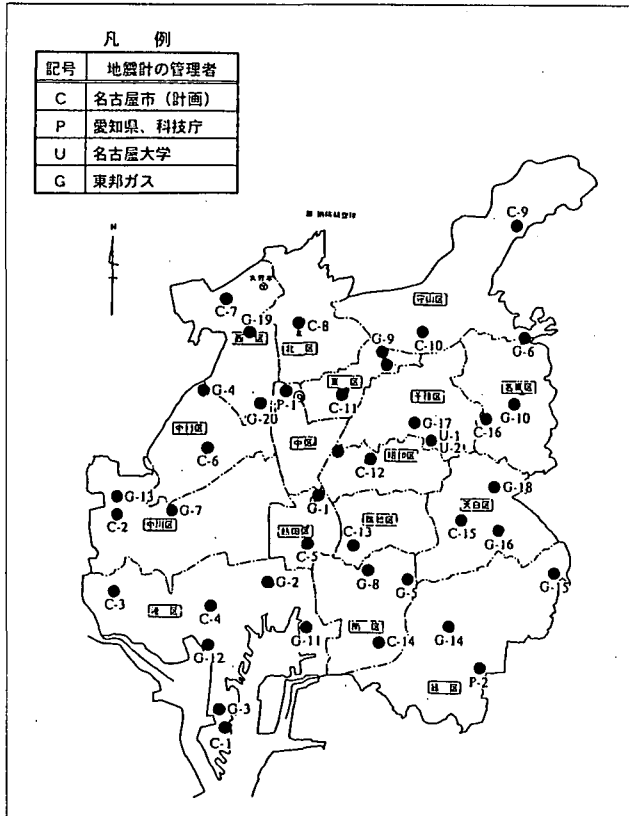 凡 例
記号 地震計の管理者
C 名古屋市（計画）
P 愛知県、科技庁
U 名古屋大学
G 東邦ガス
N
C-9
C-7
G-19
西区
C-8
北区
守山区
G-9
C-10
G-6
G-4
P-1
東区
C-11
千種区
名東区
G-10
G-20
中村区
中区
G-17
C-16
U-1
U-2
C-6
昭和区
C-12
G-18
G-13
G-7
G-1
天白区
C-2
中川区
熱田区
瑞穂区
C-13
C-15
G-16
C-5
G-2
G-8
G-5
G-15
C-3
港区
C-4
G-11
南区
C-14
G-14
G-12
P-2
緑区
G-3
C-1